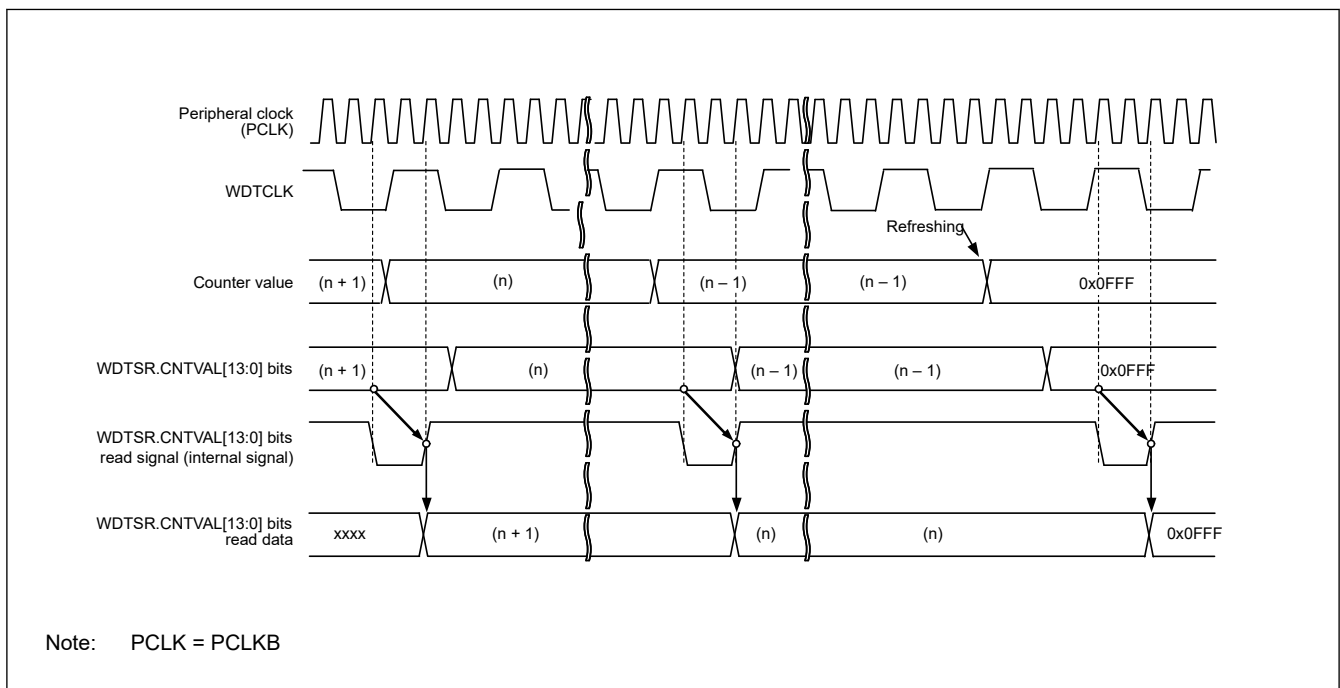 Peripheral clock
(PCLK)
WDTCLK
Refreshing
Counter value
(n + 1)
(n)
(n – 1)
(n – 1)
0x0FFF
WDTSR.CNTVAL[13:0] bits
(n + 1)
(n)
(n – 1)
(n – 1)
0x0FFF
WDTSR.CNTVAL[13:0] bits
read signal (internal signal)
WDTSR.CNTVAL[13:0] bits
read data
xxxx
(n + 1)
(n)
(n)
0x0FFF
Note: PCLK = PCLKB